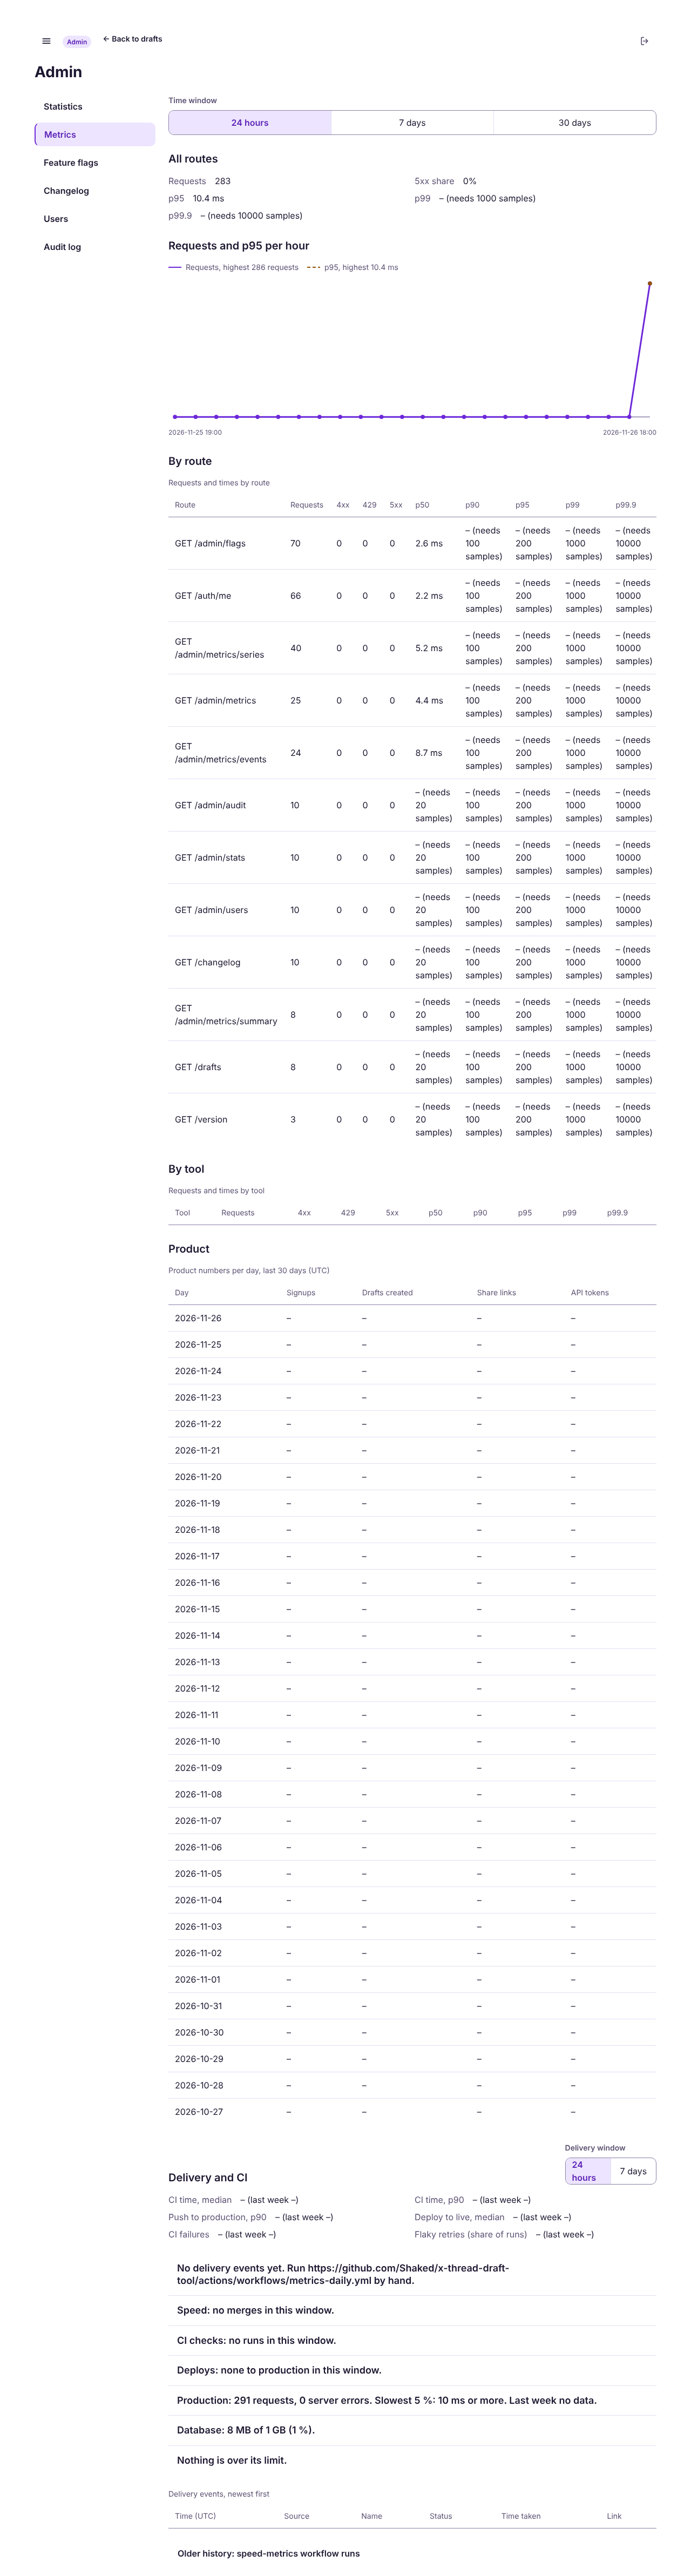 Admin
← Back to drafts
Admin
Statistics
Metrics
Feature flags
Changelog
Users
Audit log
Time window
24 hours 7 days 30 days
All routes
Requests 283 5xx share 0%
p95 10.4 ms p99 – (needs 1000 samples)
p99.9 – (needs 10000 samples)
Requests and p95 per hour
Requests, highest 286 requests p95, highest 10.4 ms
2026-11-25 19:00 2026-11-26 18:00
By route
Requests and times by route
Route Requests 4xx 429 5xx p50 p90 p95 p99 p99.9
GET /admin/flags 70 0 0 0 2.6 ms – (needs 100 samples) – (needs 200 samples) – (needs 1000 samples) – (needs 10000 samples)
GET /auth/me 66 0 0 0 2.2 ms – (needs 100 samples) – (needs 200 samples) – (needs 1000 samples) – (needs 10000 samples)
GET /admin/metrics/series 40 0 0 0 5.2 ms – (needs 100 samples) – (needs 200 samples) – (needs 1000 samples) – (needs 10000 samples)
GET /admin/metrics 25 0 0 0 4.4 ms – (needs 100 samples) – (needs 200 samples) – (needs 1000 samples) – (needs 10000 samples)
GET /admin/metrics/events 24 0 0 0 8.7 ms – (needs 100 samples) – (needs 200 samples) – (needs 1000 samples) – (needs 10000 samples)
GET /admin/audit 10 0 0 0 – (needs 20 samples) – (needs 100 samples) – (needs 200 samples) – (needs 1000 samples) – (needs 10000 samples)
GET /admin/stats 10 0 0 0 – (needs 20 samples) – (needs 100 samples) – (needs 200 samples) – (needs 1000 samples) – (needs 10000 samples)
GET /admin/users 10 0 0 0 – (needs 20 samples) – (needs 100 samples) – (needs 200 samples) – (needs 1000 samples) – (needs 10000 samples)
GET /changelog 10 0 0 0 – (needs 20 samples) – (needs 100 samples) – (needs 200 samples) – (needs 1000 samples) – (needs 10000 samples)
GET /admin/metrics/summary 8 0 0 0 – (needs 20 samples) – (needs 100 samples) – (needs 200 samples) – (needs 1000 samples) – (needs 10000 samples)
GET /drafts 8 0 0 0 – (needs 20 samples) – (needs 100 samples) – (needs 200 samples) – (needs 1000 samples) – (needs 10000 samples)
GET /version 3 0 0 0 – (needs 20 samples) – (needs 100 samples) – (needs 200 samples) – (needs 1000 samples) – (needs 10000 samples)
By tool
Requests and times by tool
Tool Requests 4xx 429 5xx p50 p90 p95 p99 p99.9
Product
Product numbers per day, last 30 days (UTC)
Day Signups Drafts created Share links API tokens
2026-11-26 – – – –
2026-11-25 – – – –
2026-11-24 – – – –
2026-11-23 – – – –
2026-11-22 – – – –
2026-11-21 – – – –
2026-11-20 – – – –
2026-11-19 – – – –
2026-11-18 – – – –
2026-11-17 – – – –
2026-11-16 – – – –
2026-11-15 – – – –
2026-11-14 – – – –
2026-11-13 – – – –
2026-11-12 – – – –
2026-11-11 – – – –
2026-11-10 – – – –
2026-11-09 – – – –
2026-11-08 – – – –
2026-11-07 – – – –
2026-11-06 – – – –
2026-11-05 – – – –
2026-11-04 – – – –
2026-11-03 – – – –
2026-11-02 – – – –
2026-11-01 – – – –
2026-10-31 – – – –
2026-10-30 – – – –
2026-10-29 – – – –
2026-10-28 – – – –
2026-10-27 – – – –
Delivery and CI
Delivery window
24 hours 7 days
CI time, median – (last week –) CI time, p90 – (last week –)
Push to production, p90 – (last week –) Deploy to live, median – (last week –)
CI failures – (last week –) Flaky retries (share of runs) – (last week –)
No delivery events yet. Run https://github.com/Shaked/x-thread-draft-
tool/actions/workflows/metrics-daily.yml by hand.
Speed: no merges in this window.
CI checks: no runs in this window.
Deploys: none to production in this window.
Production: 291 requests, 0 server errors. Slowest 5 %: 10 ms or more. Last week no data.
Database: 8 MB of 1 GB (1 %).
Nothing is over its limit.
Delivery events, newest first
Time (UTC) Source Name Status Time taken Link
Older history: speed-metrics workflow runs